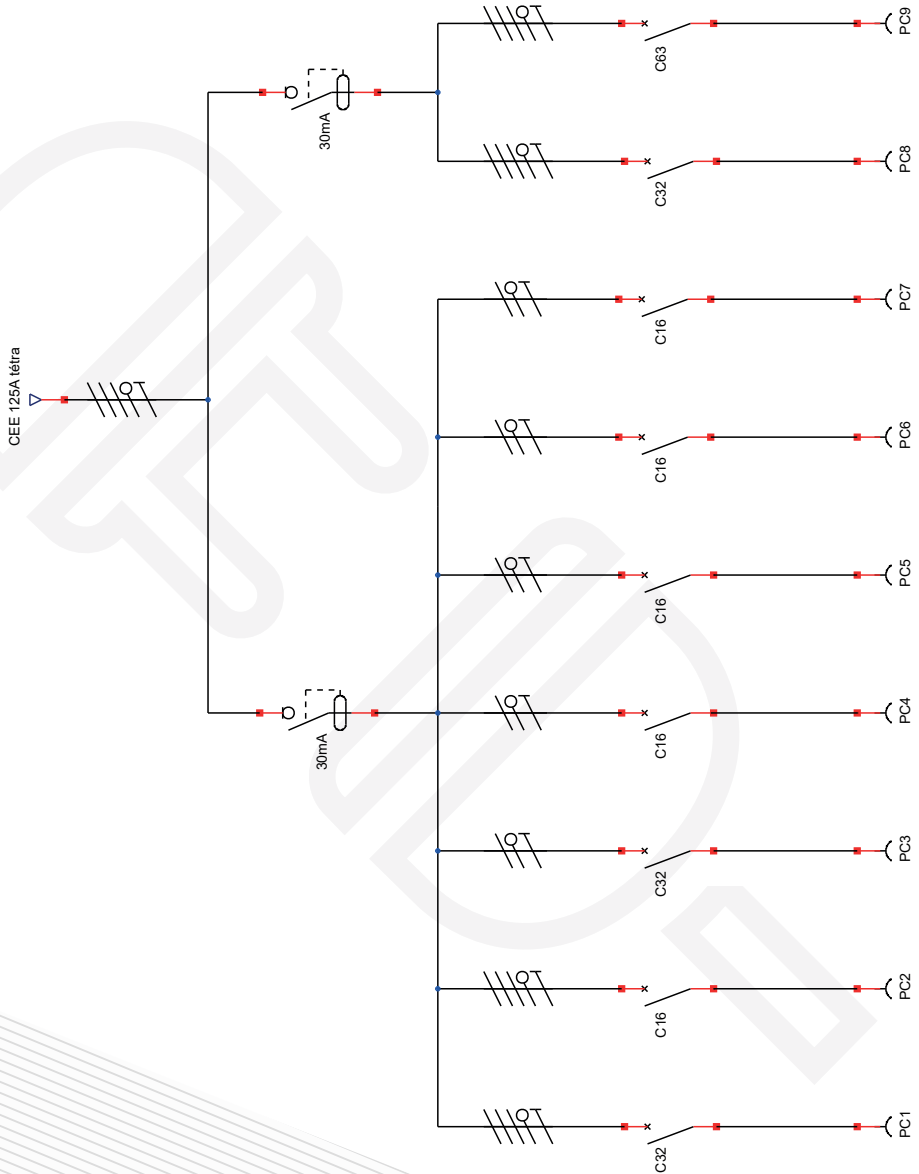 CEE 125A tétra
30mA
30mA
C32
C16
C32
C16
C16
C16
C16
C32
C63
PC1
PC2
PC3
PC4
PC5
PC6
PC7
PC8
PC9